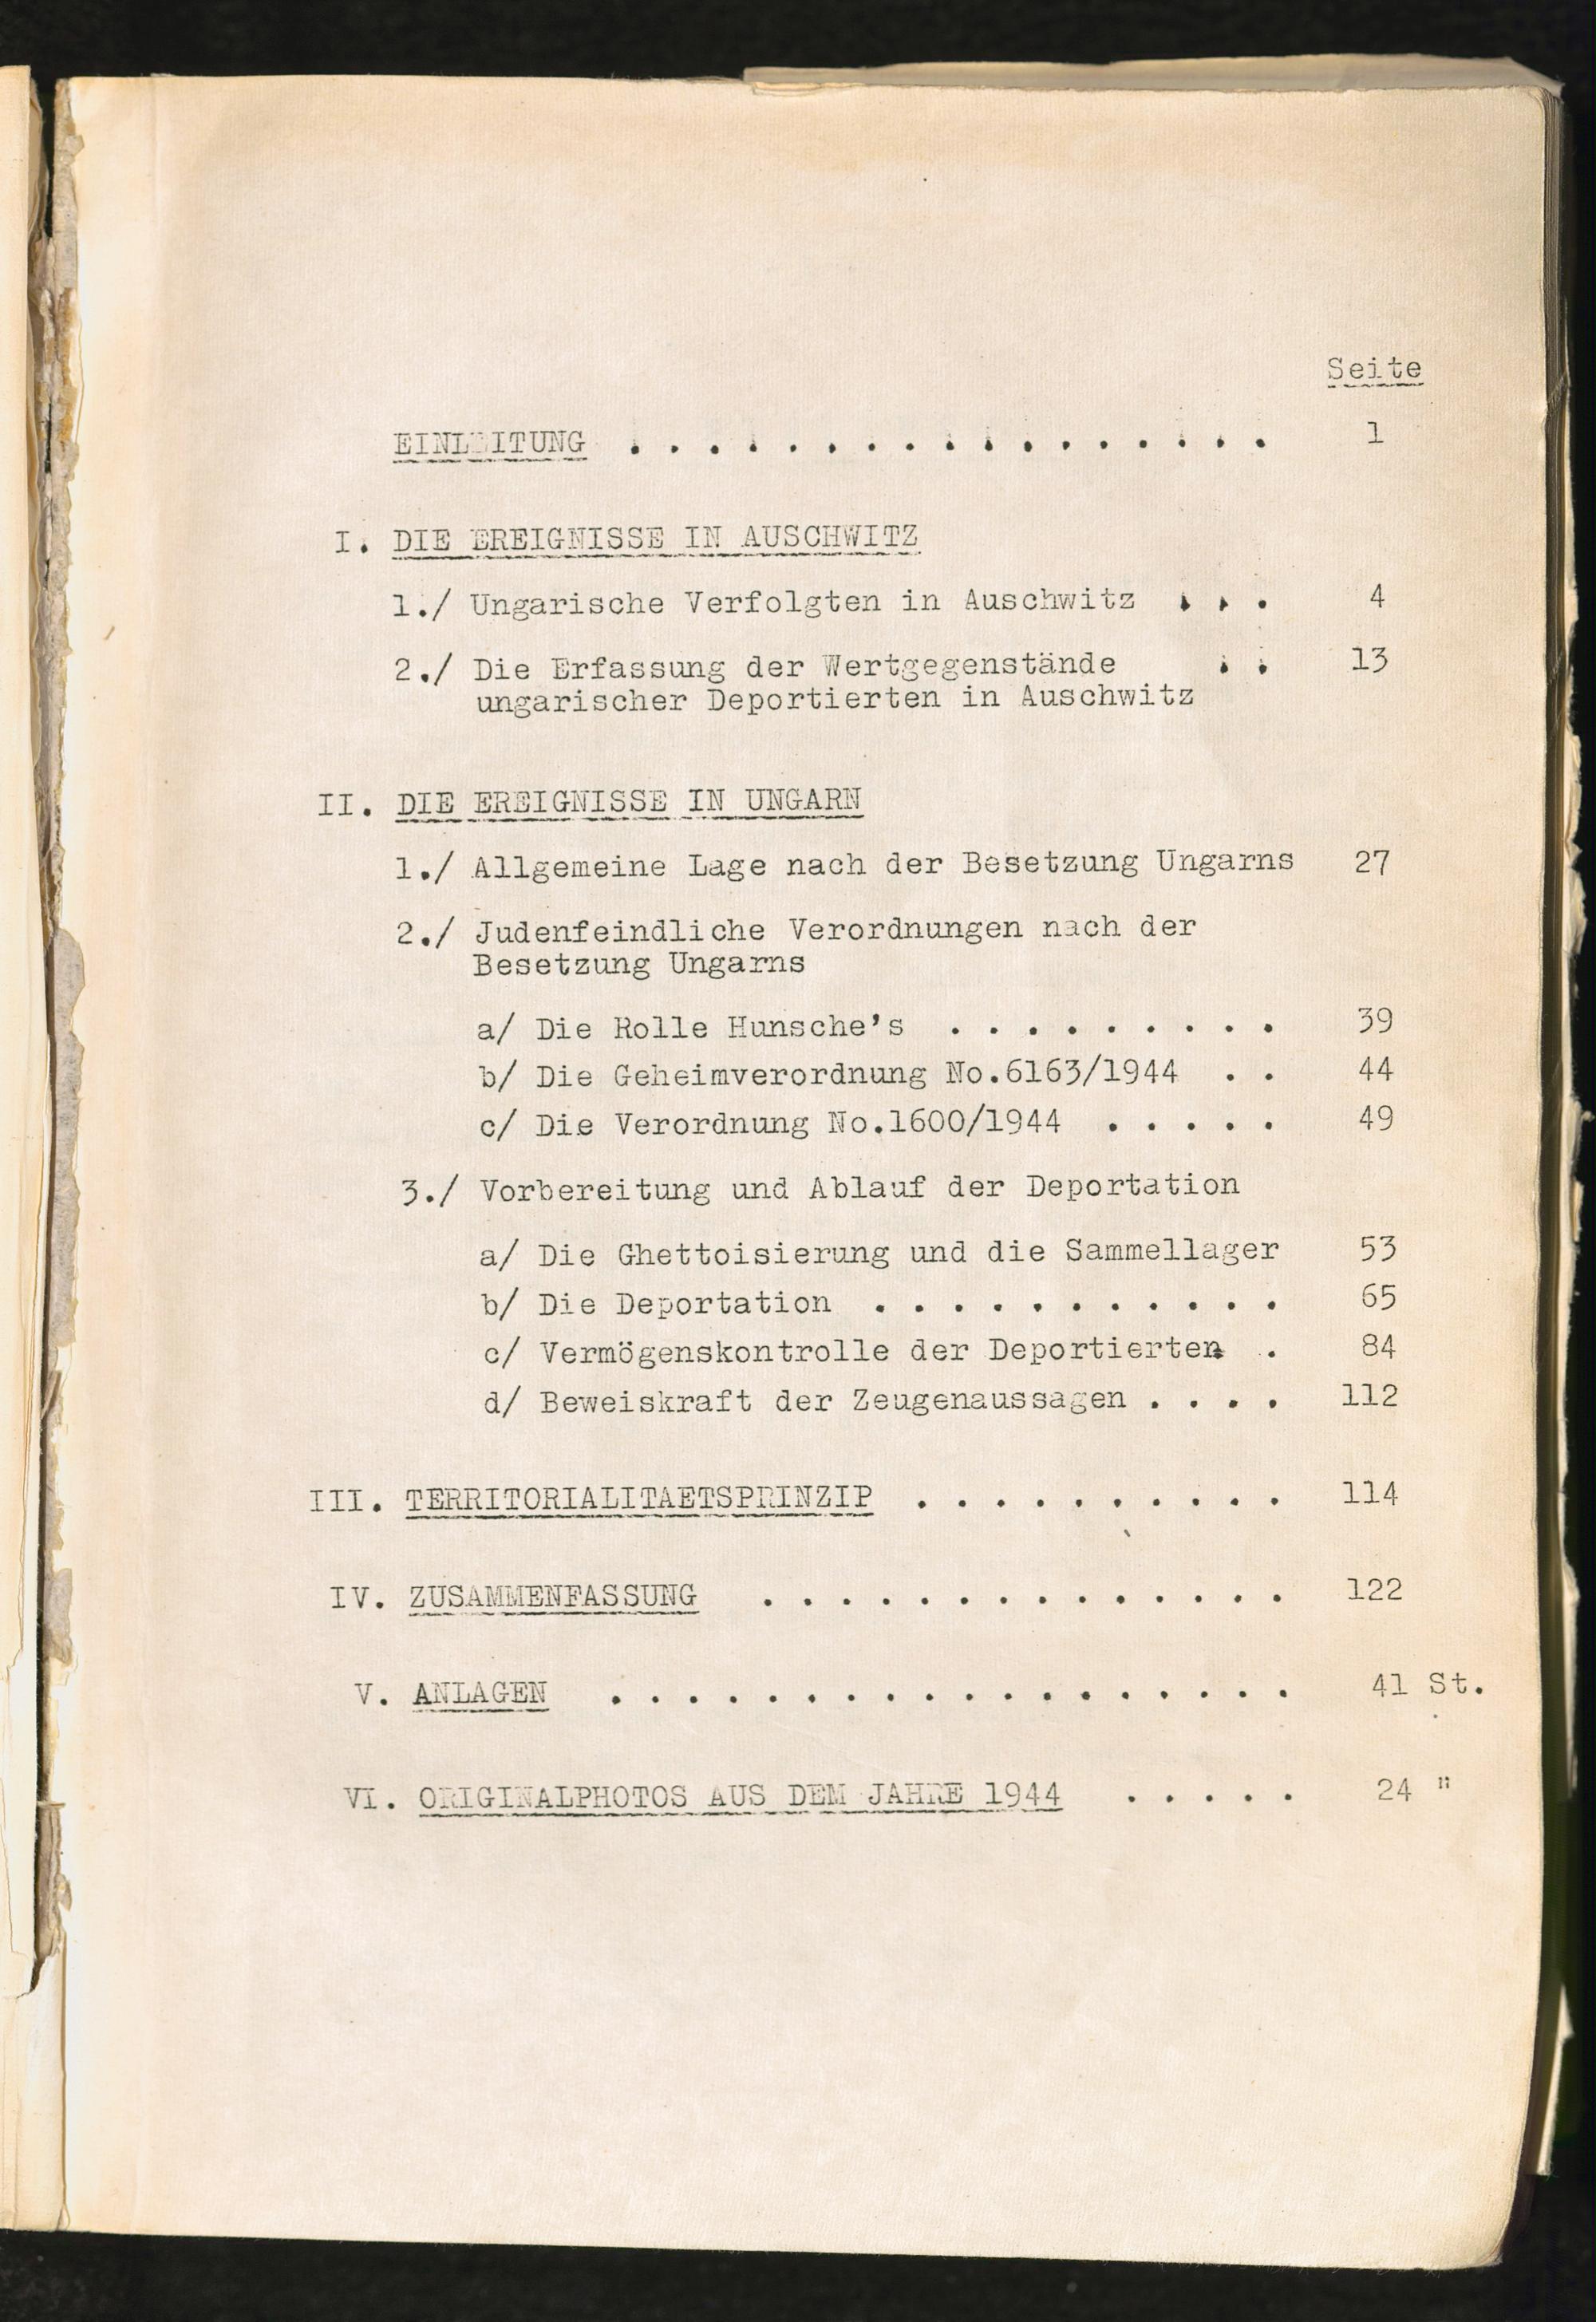 Seite
EINLEITUNG . . . . . . . . . . . . . . . . . 1
I. DIE EREIGNISSE IN AUSCHWITZ
1./ Ungarische Verfolgten in Auschwitz . . . 4
2./ Die Erfassung der Wertgegenstände . . 13
ungarischer Deportierten in Auschwitz
II. DIE EREIGNISSE IN UNGARN
1./ Allgemeine Lage nach der Besetzung Ungarns 27
2./ Judenfeindliche Verordnungen nach der
Besetzung Ungarns
a/ Die Rolle Hunsche's . . . . . . . . . 39
b/ Die Geheimverordnung No.6163/1944 . . 44
c/ Die Verordnung No.1600/1944 . . . . . 49
3./ Vorbereitung und Ablauf der Deportation
a/ Die Ghettoisierung und die Sammellager 53
b/ Die Deportation . . . . . . . . . . . 65
c/ Vermögenskontrolle der Deportierten . 84
d/ Beweiskraft der Zeugenaussagen . . . . 112
III. TERRITORIALITAETSPRINZIP . . . . . . . . . . 114
IV. ZUSAMMENFASSUNG . . . . . . . . . . . . . . 122
V. ANLAGEN . . . . . . . . . . . . . . . . . . 41 St.
VI. ORIGINALPHOTOS AUS DEM JAHRE 1944 . . . . . 24 "